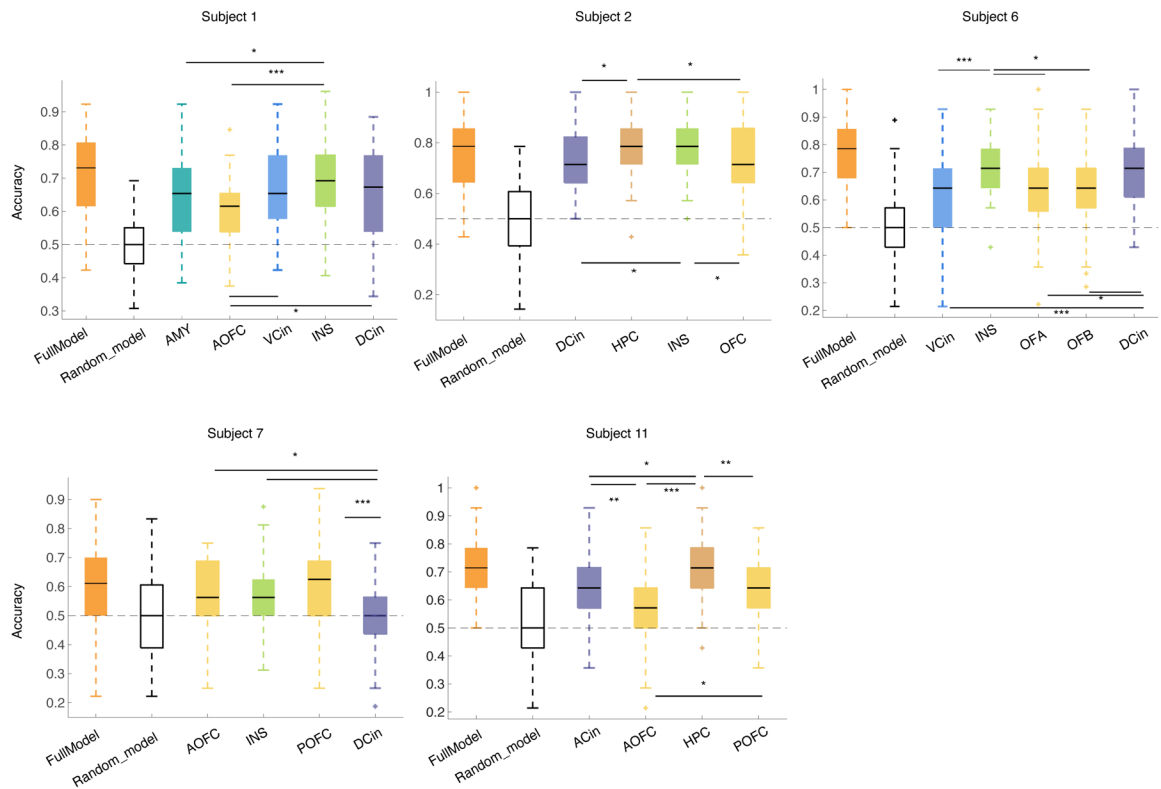 Subject 1
*
***
Accuracy
0.9
0.8
0.7
0.6
0.5
0.4
0.3
*
FullModel
Random_model
AMY
AOFC
VCin
INS
DCin
Subject 2
*
*
1
0.8
0.6
0.4
0.2
*
*
FullModel
Random_model
DCin
HPC
INS
OFC
Subject 6
***
*
1
0.9
0.8
0.7
0.6
0.5
0.4
0.3
0.2
*
***
FullModel
Random_model
VCin
INS
OFA
OFB
DCin
Subject 7
*
***
Accuracy
0.9
0.8
0.7
0.6
0.5
0.4
0.3
0.2
FullModel
Random_model
AOFC
INS
POFC
DCin
Subject 11
*
**
**
***
1
0.9
0.8
0.7
0.6
0.5
0.4
0.3
0.2
*
FullModel
Random_model
ACin
AOFC
HPC
POFC